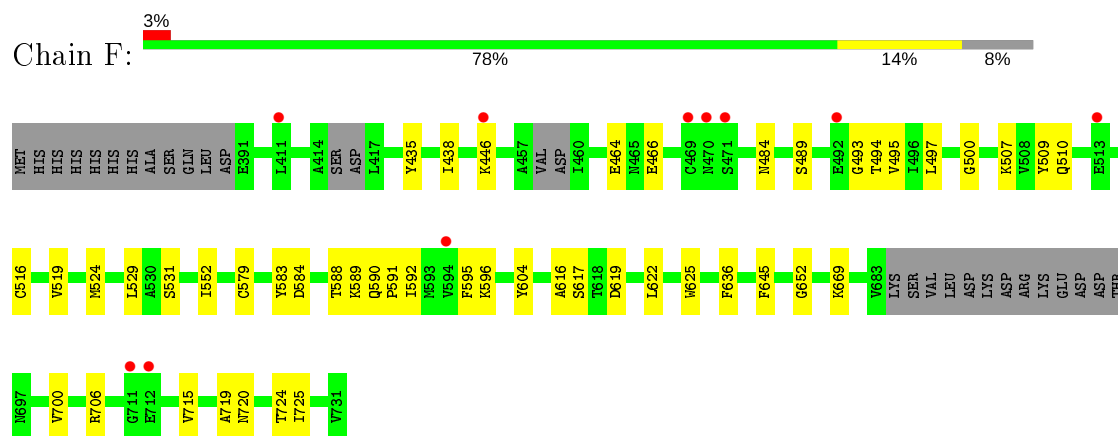 3%
Chain F:
78% 14% 8%
MET HIS HIS HIS HIS HIS HIS ALA SER GLN LEU ASP E391 L411 A414 SER ASP L417 Y435 I438 K446 A457 VAL ASP I460 E464 N465 E466 C469 N470 S471 N484 S489 E492 G493 T494 V495 I496 L497 G500 K507 V508 Y509 Q510 E513
C516 V519 M524 L529 A530 S531 I552 C579 Y583 D584 T588 K589 Q590 P591 I592 M593 V594 F595 K596 Y604 A616 S617 T618 D619 L622 W625 F636 F645 G652 K669 V683 LYS SER VAL LEU ASP LYS ASP ARG LYS GLU ASP ASP THR
N697 V700 R706 G711 E712 V715 A719 N720 T724 I725 V731